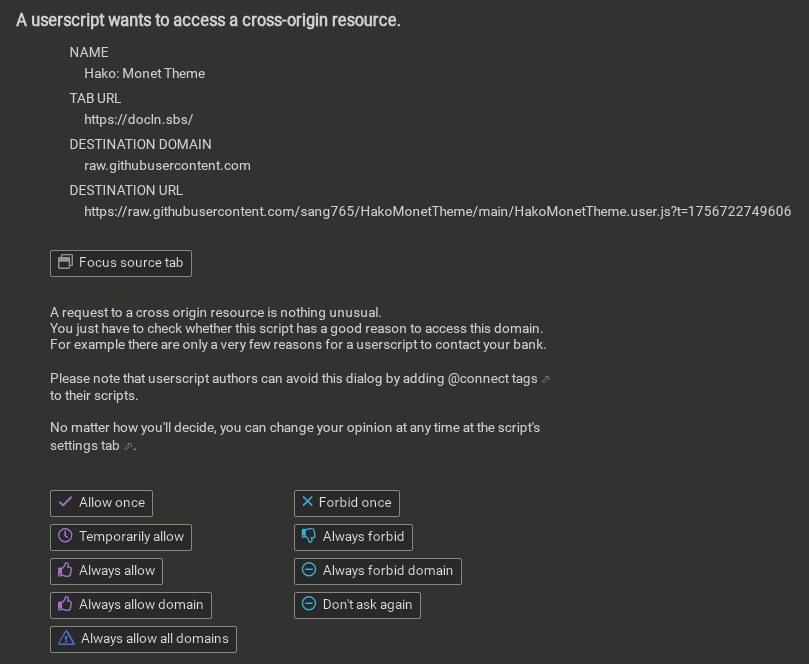 A userscript wants to access a cross-origin resource.
NAME
Hako: Monet Theme
TAB URL
https://docln.sbs/
DESTINATION DOMAIN
raw.githubusercontent.com
DESTINATION URL
https://raw.githubusercontent.com/sang765/HakoMonetTheme/main/HakoMonetTheme.user.js?t=1756722749606
Focus source tab
A request to a cross origin resource is nothing unusual.
You just have to check whether this script has a good reason to access this domain.
For example there are only a very few reasons for a userscript to contact your bank.
Please note that userscript authors can avoid this dialog by adding @connect tags
to their scripts.
No matter how you'll decide, you can change your opinion at any time at the script's
settings tab .
Allow once
Forbid once
Temporarily allow
Always forbid
Always allow
Always forbid domain
Always allow domain
Don't ask again
Always allow all domains